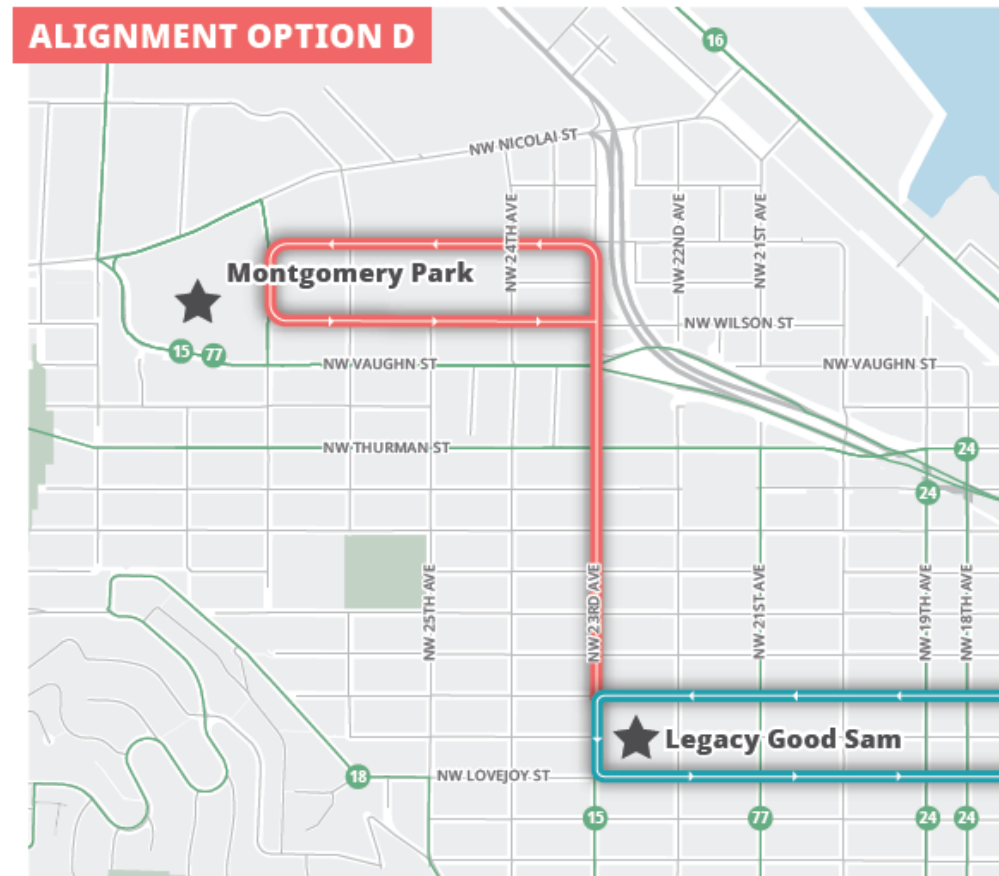 ALIGNMENT OPTION D
16
NW NICOLAI ST
NW 24TH AVE
NW 22ND AVE
NW 21ST AVE
Montgomery Park
NW WILSON ST
15
77
NW VAUGHN ST
NW VAUGHN ST
NW THURMAN ST
24
24
NW 25TH AVE
NW 23RD AVE
NW 21ST AVE
NW 19TH AVE
NW 18TH AVE
Legacy Good Sam
18
NW LOVEJOY ST
15
77
24
24